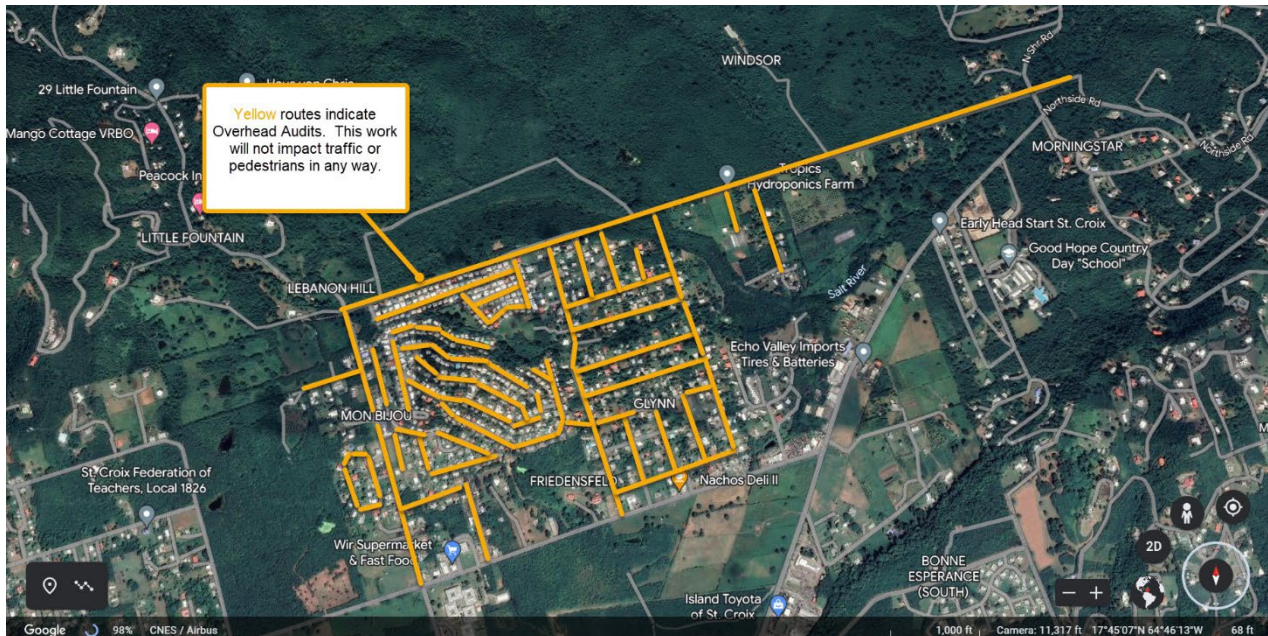 29 Little Fountain
Mango Cottage VRBO
Peacock In
LITTLE FOUNTAIN
Yellow routes indicate
Overhead Audits. This work
will not impact traffic or
pedestrians in any way.
WINDSOR
N Shr Rd
Northside Rd
Northside Rd
MORNINGSTAR
Tropics
Hydroponics Farm
Early Head Start St. Croix
Good Hope Country
Day "School"
Salt River
LEBANON HILL
Echo Valley Imports
Tires & Batteries
MON BIJOU
GLYNN
St. Croix Federation of
Teachers, Local 1826
FRIEDENSFELD
Nachos Deli II
Wir Supermarket
& Fast Food
Island Toyota
of St. Croix
BONNE
ESPERANCE
(SOUTH)
2D
Google 98% CNES / Airbus
1,000 ft Camera: 11,317 ft 17°45'07"N 64°46'13"W 68 ft